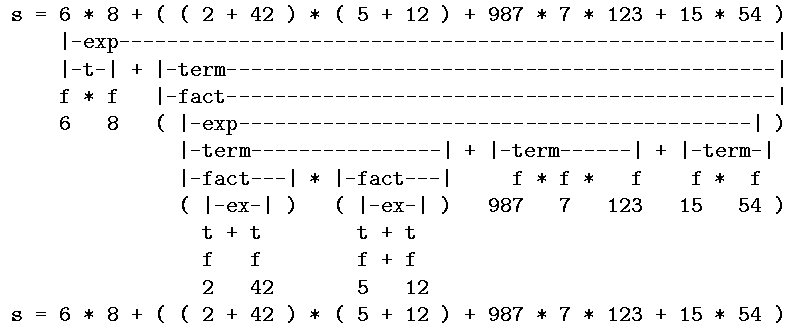 s = 6 * 8 + ( ( 2 + 42 ) * ( 5 + 12 ) + 987 * 7 * 123 + 15 * 54 )
    |-exp-------------------------------------------------------|
    |-t-| + |-term----------------------------------------------|
    f * f   |-fact----------------------------------------------|
    6   8   ( |-exp-------------------------------------------| )
              |-term----------------| + |-term------| + |-term-|
              |-fact---| * |-fact---|     f * f *   f    f *  f
              ( |-ex-| )   ( |-ex-| )   987   7   123   15   54 )
                t + t        t + t
                f   f        f + f
                2   42       5   12
s = 6 * 8 + ( ( 2 + 42 ) * ( 5 + 12 ) + 987 * 7 * 123 + 15 * 54 )